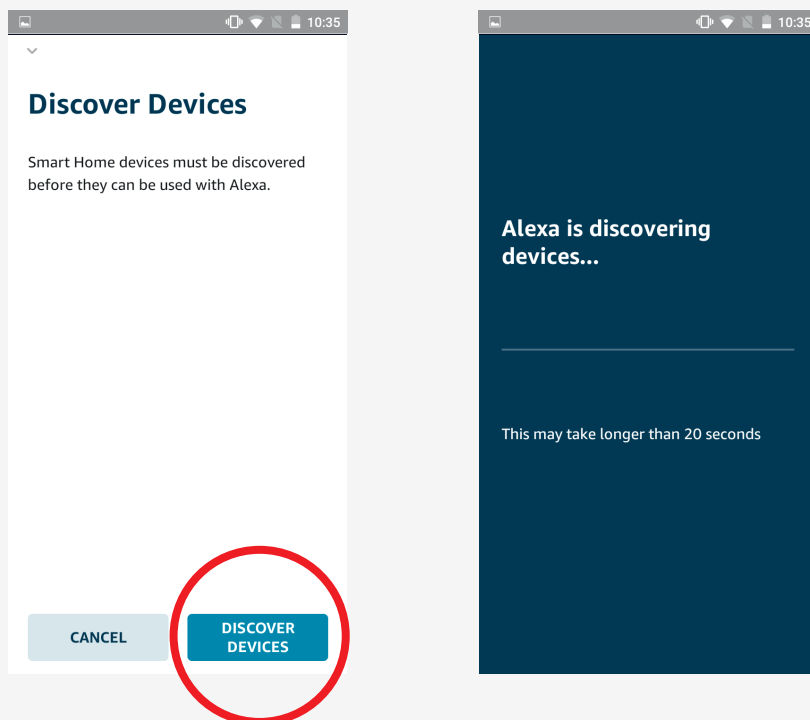 10:35
Discover Devices
Smart Home devices must be discovered
before they can be used with Alexa.
CANCEL
DISCOVER
DEVICES
10:35
Alexa is discovering
devices...
This may take longer than 20 seconds